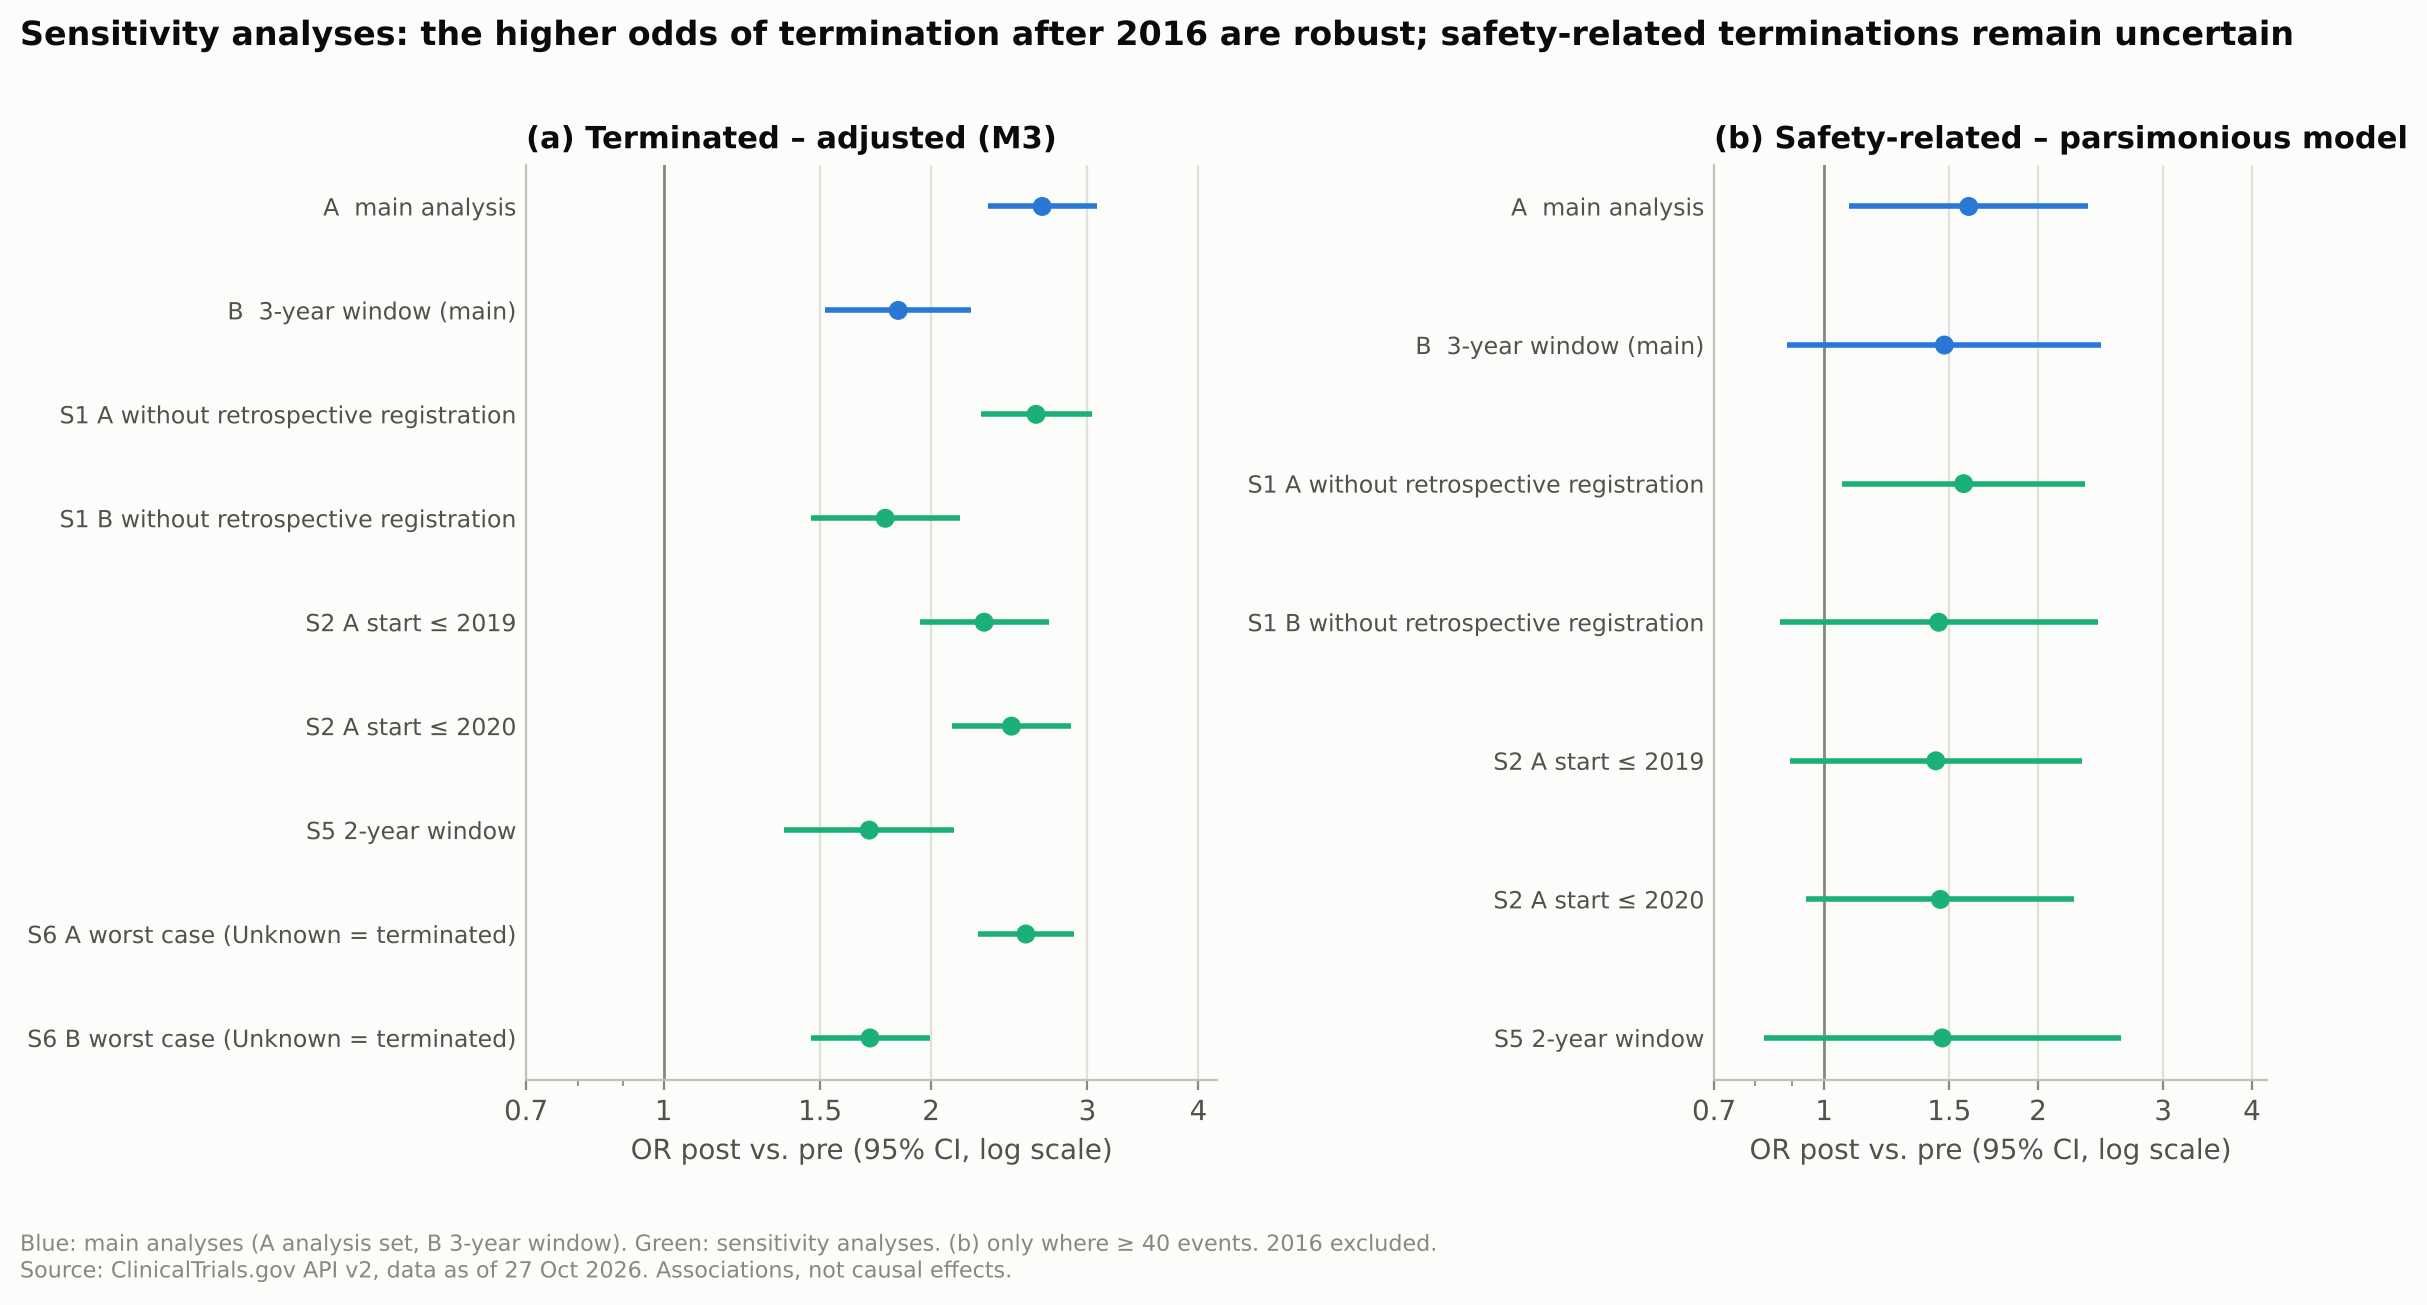 Sensitivity analyses: the higher odds of termination after 2016 are robust; safety-related terminations remain uncertain
(a) Terminated – adjusted (M3)
A  main analysis
B  3-year window (main)
S1 A without retrospective registration
S1 B without retrospective registration
S2 A start ≤ 2019
S2 A start ≤ 2020
S5 2-year window
S6 A worst case (Unknown = terminated)
S6 B worst case (Unknown = terminated)
0.7 1 1.5 2 3 4
OR post vs. pre (95% CI, log scale)
(b) Safety-related – parsimonious model
A  main analysis
B  3-year window (main)
S1 A without retrospective registration
S1 B without retrospective registration
S2 A start ≤ 2019
S2 A start ≤ 2020
S5 2-year window
0.7 1 1.5 2 3 4
OR post vs. pre (95% CI, log scale)
Blue: main analyses (A analysis set, B 3-year window). Green: sensitivity analyses. (b) only where ≥ 40 events. 2016 excluded.
Source: ClinicalTrials.gov API v2, data as of 27 Oct 2026. Associations, not causal effects.